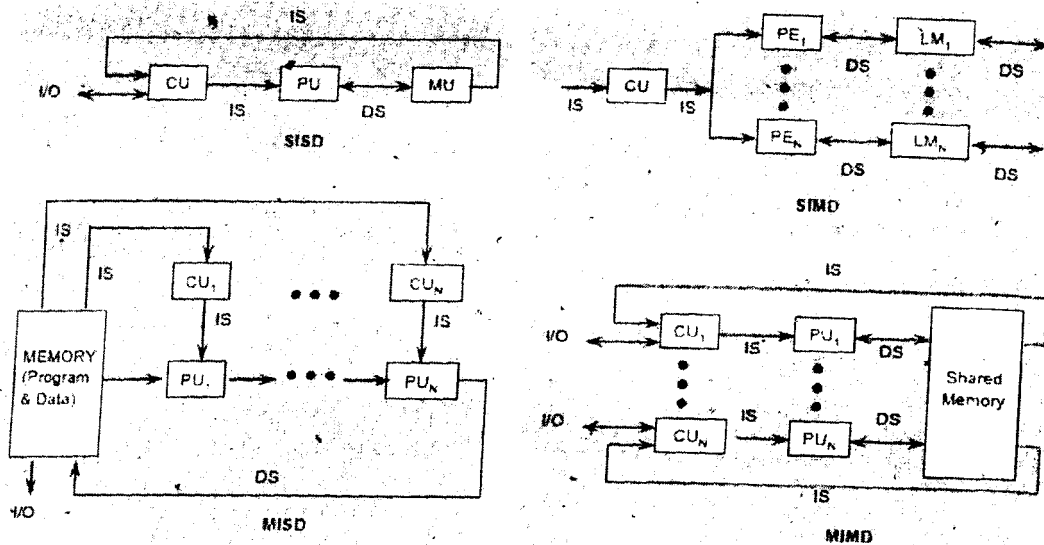 IS
CU
PU
MU
I/O
IS
DS
SISD
PE1
LM1
DS
DS
IS
CU
IS
PEN
LMN
DS
DS
SIMD
IS
IS
CU1
CUN
IS
IS
MEMORY
(Program
& Data)
PU1
PUN
DS
I/O
MISD
IS
I/O
CU1
IS
PU1
DS
Shared
Memory
I/O
CUN
IS
PUN
DS
IS
MIMD